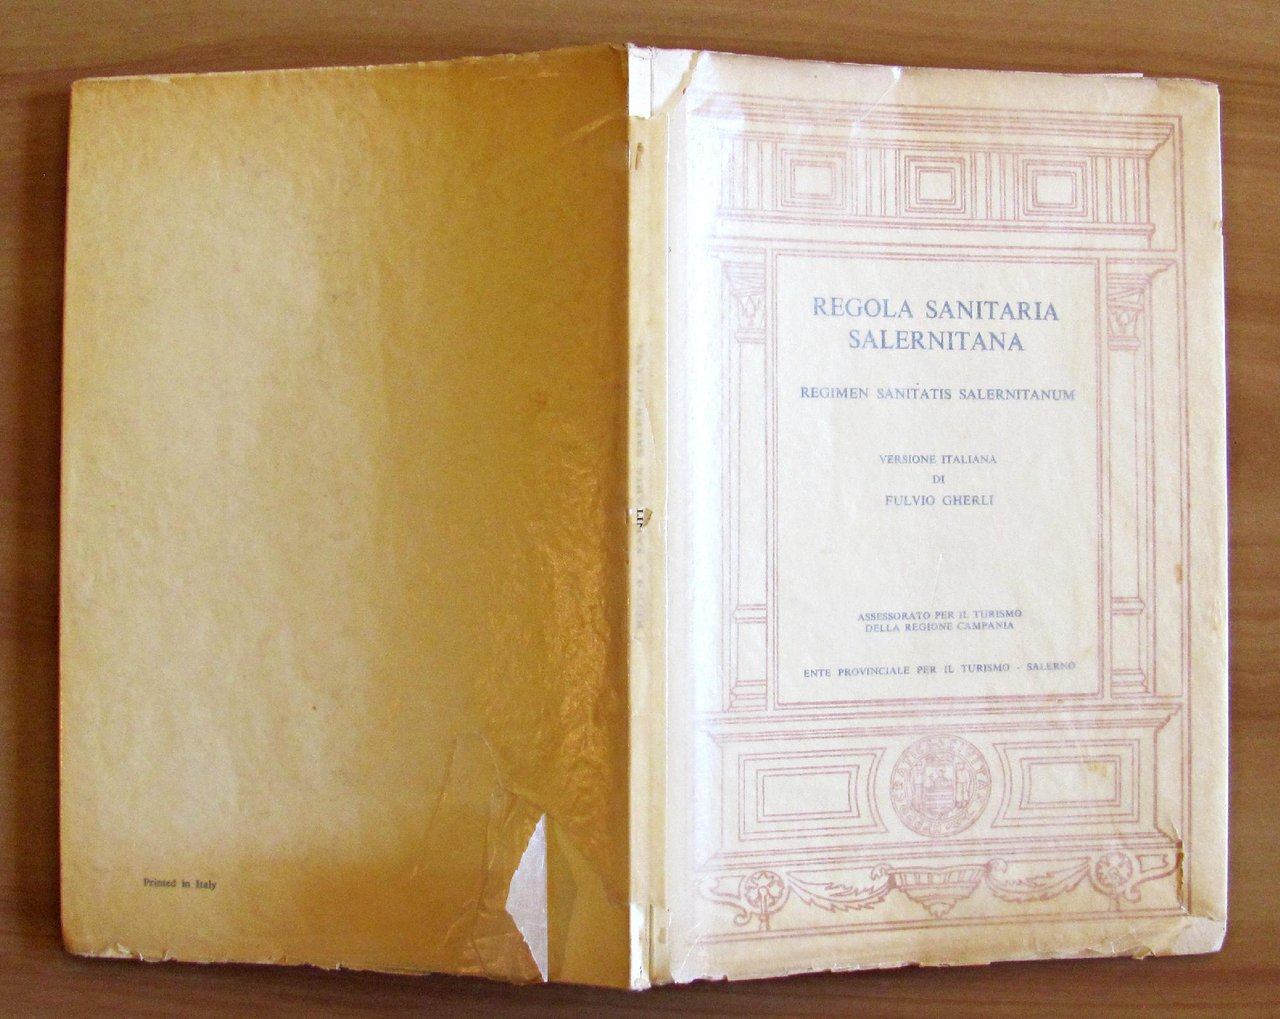 REGOLA SANITARIA
SALERNITANA
REGIMEN SANITATIS SALERNITANUM
VERSIONE ITALIANA
DI
FULVIO GHERLI
ASSESSORATO PER IL TURISMO
DELLA REGIONE CAMPANIA
ENTE PROVINCIALE PER IL TURISMO - SALERNO
Printed in Italy